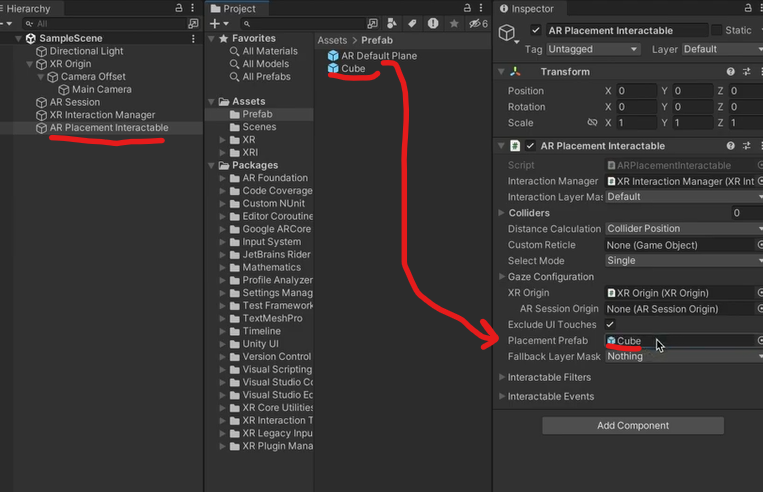 Hierarchy
All
SampleScene
Directional Light
XR Origin
Camera Offset
Main Camera
AR Session
XR Interaction Manager
AR Placement Interactable
Project
6
Favorites
All Materials
All Models
All Prefabs
Assets
Prefab
Scenes
XR
XRI
Packages
AR Foundation
Code Coverage
Custom NUnit
Editor Coroutine
Google ARCore
Input System
JetBrains Rider
Mathematics
Profile Analyzer
Settings Manag
Test Framework
TextMeshPro
Timeline
Unity UI
Version Control
Visual Scripting
Visual Studio Co
Visual Studio Ed
XR Core Utilities
XR Interaction T
XR Legacy Inpu
XR Plugin Mana
Assets > Prefab
AR Default Plane
Cube
Inspector
AR Placement Interactable
Static
Tag Untagged
Layer Default
Transform
Position X 0 Y 0 Z 0
Rotation X 0 Y 0 Z 0
Scale X 1 Y 1 Z 1
AR Placement Interactable
Script ARPlacementInteractable
Interaction Manager XR Interaction Manager (XR Int
Interaction Layer Mas Default
Colliders 0
Distance Calculation Collider Position
Custom Reticle None (Game Object)
Select Mode Single
Gaze Configuration
XR Origin XR Origin (XR Origin)
AR Session Origin None (AR Session Origin)
Exclude UI Touches
Placement Prefab Cube
Fallback Layer Mask Nothing
Interactable Filters
Interactable Events
Add Component